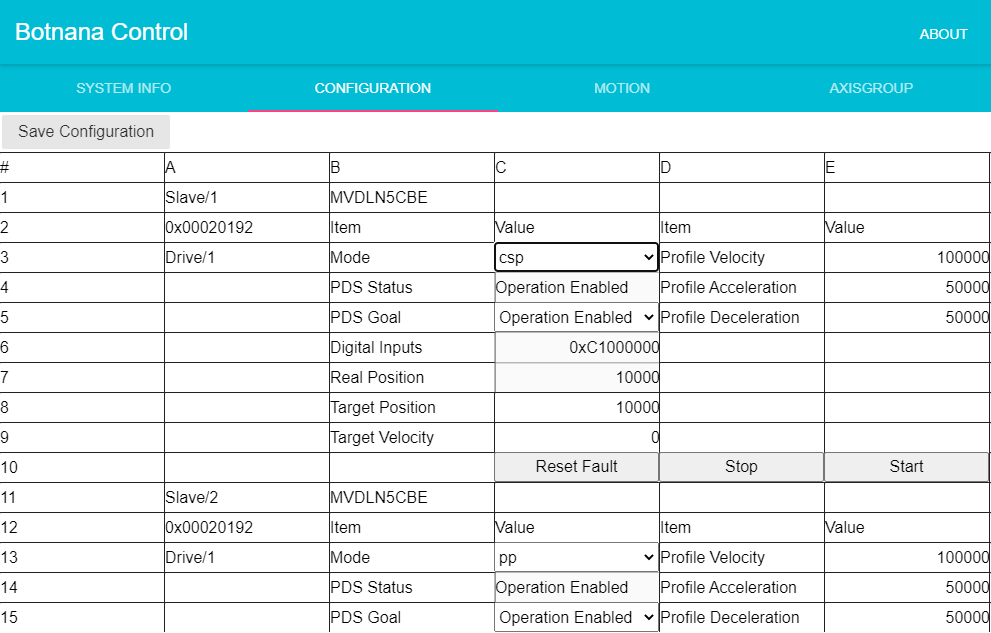 Botnana Control
ABOUT
SYSTEM INFO CONFIGURATION MOTION AXISGROUP
Save Configuration
# A B C D E
1 Slave/1 MVDLN5CBE
2 0x00020192 Item Value Item Value
3 Drive/1 Mode csp Profile Velocity 100000
4 PDS Status Operation Enabled Profile Acceleration 50000
5 PDS Goal Operation Enabled Profile Deceleration 50000
6 Digital Inputs 0xC1000000
7 Real Position 10000
8 Target Position 10000
9 Target Velocity 0
10 Reset Fault Stop Start
11 Slave/2 MVDLN5CBE
12 0x00020192 Item Value Item Value
13 Drive/1 Mode pp Profile Velocity 100000
14 PDS Status Operation Enabled Profile Acceleration 50000
15 PDS Goal Operation Enabled Profile Deceleration 50000